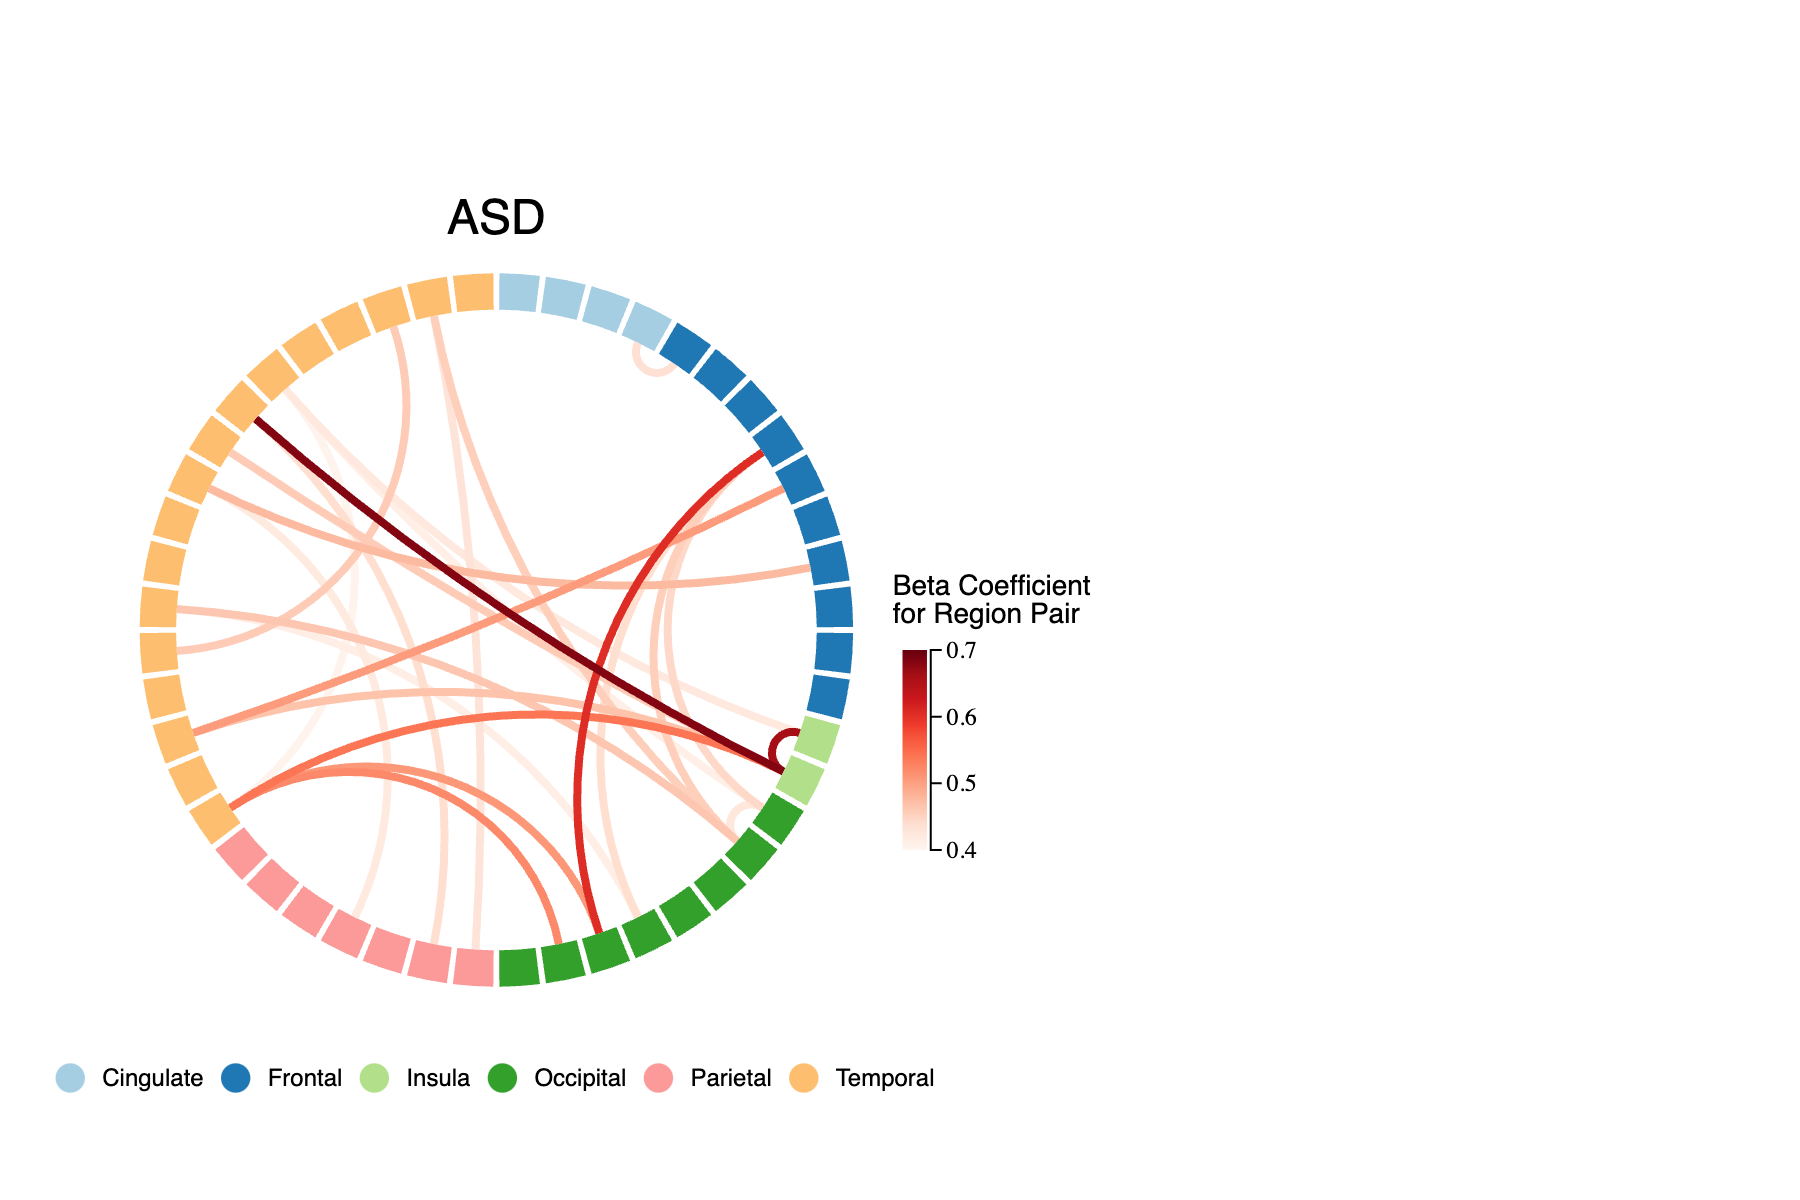 ASD
Beta Coefficient
for Region Pair
0.7
0.6
0.5
0.4
Cingulate
Frontal
Insula
Occipital
Parietal
Temporal